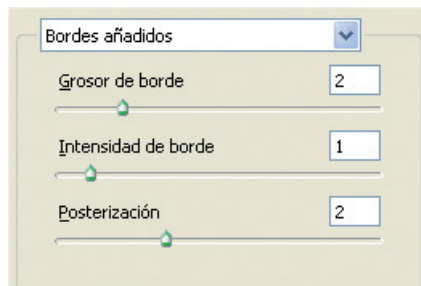 Bordes añadidos
Grosor de borde 2
Intensidad de borde 1
Posterización 2